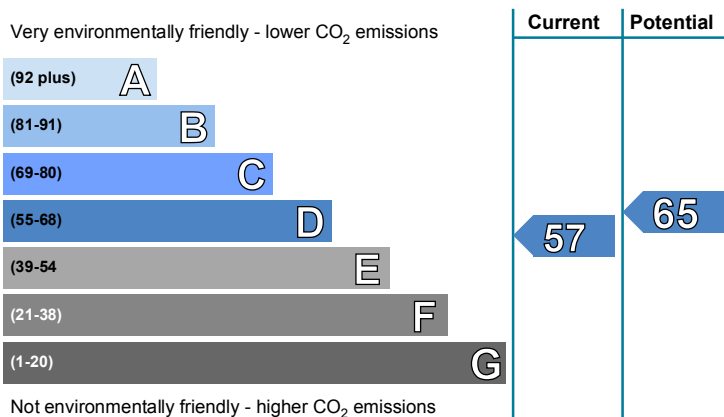 Current Potential
Very environmentally friendly - lower CO₂ emissions
(92 plus) A
(81-91) B
(69-80) C
(55-68) D
57
65
(39-54 E
(21-38) F
(1-20) G
Not environmentally friendly - higher CO₂ emissions